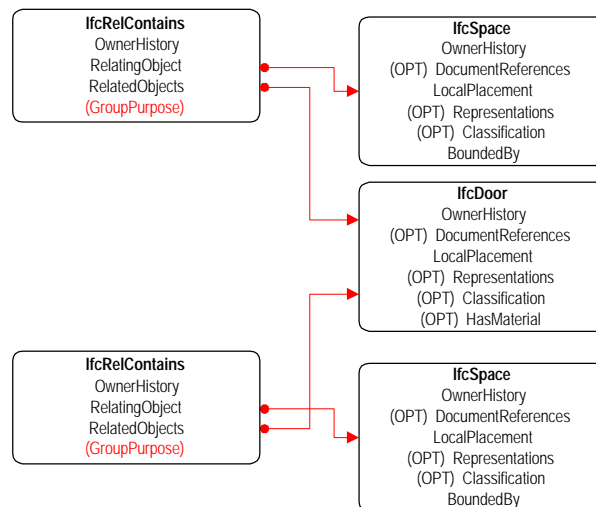 IfcRelContains
OwnerHistory
RelatingObject
RelatedObjects
(GroupPurpose)
IfcSpace
OwnerHistory
(OPT) DocumentReferences
LocalPlacement
(OPT) Representations
(OPT) Classification
BoundedBy
IfcDoor
OwnerHistory
(OPT) DocumentReferences
LocalPlacement
(OPT) Representations
(OPT) Classification
(OPT) HasMaterial
IfcRelContains
OwnerHistory
RelatingObject
RelatedObjects
(GroupPurpose)
IfcSpace
OwnerHistory
(OPT) DocumentReferences
LocalPlacement
(OPT) Representations
(OPT) Classification
BoundedBy